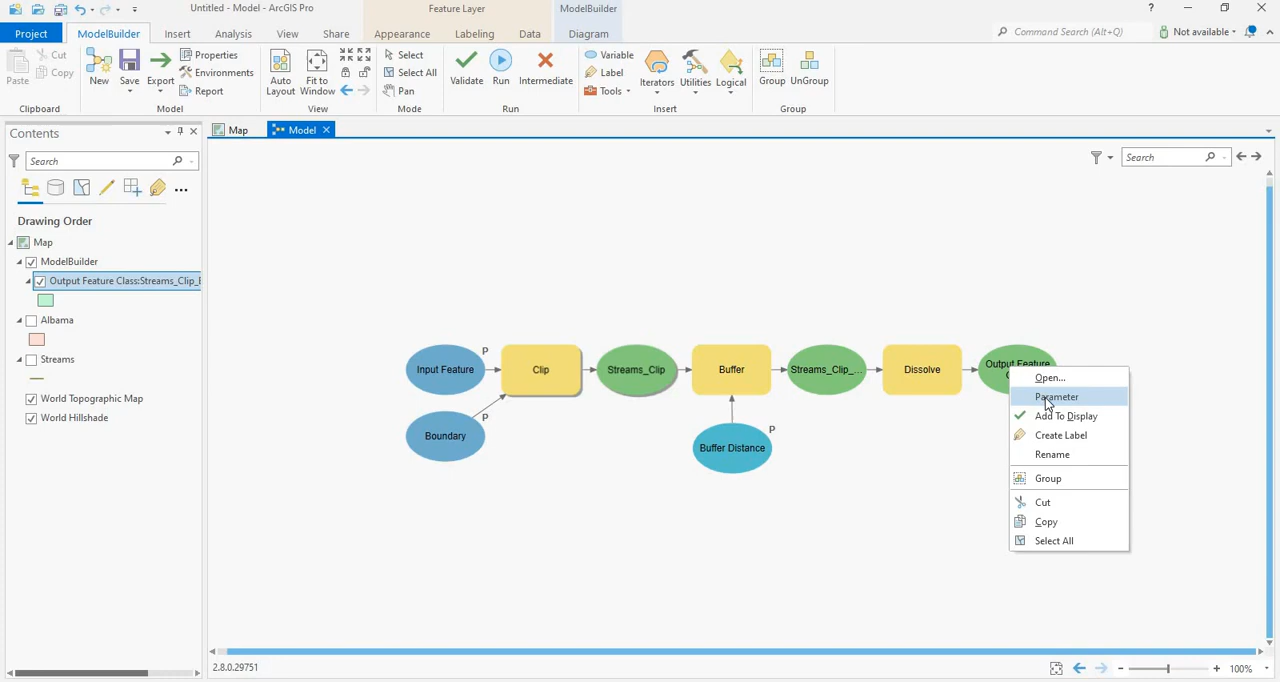 Untitled - Model - ArcGIS Pro
Feature Layer
ModelBuilder
?
Project
ModelBuilder
Insert
Analysis
View
Share
Appearance
Labeling
Data
Diagram
Command Search (Alt+Q)
Not available
Paste
Cut
Copy
Clipboard
New
Save
Export
Properties
Environments
Report
Model
Auto
Layout
Fit to
Window
View
Select
Select All
Pan
Mode
Validate
Run
Intermediate
Run
Variable
Label
Tools
Iterators
Utilities
Logical
Insert
Group
UnGroup
Group
Contents
Search
Drawing Order
Map
ModelBuilder
Output Feature Class:Streams_Clip_
Albama
Streams
World Topographic Map
World Hillshade
Map
Model
Search
Input Feature
P
Clip
Streams_Clip
Buffer
Streams_Clip_...
Dissolve
Output Feature
Boundary
P
Buffer Distance
P
Open...
Parameter
Add To Display
Create Label
Rename
Group
Cut
Copy
Select All
2.8.0.29751
100%